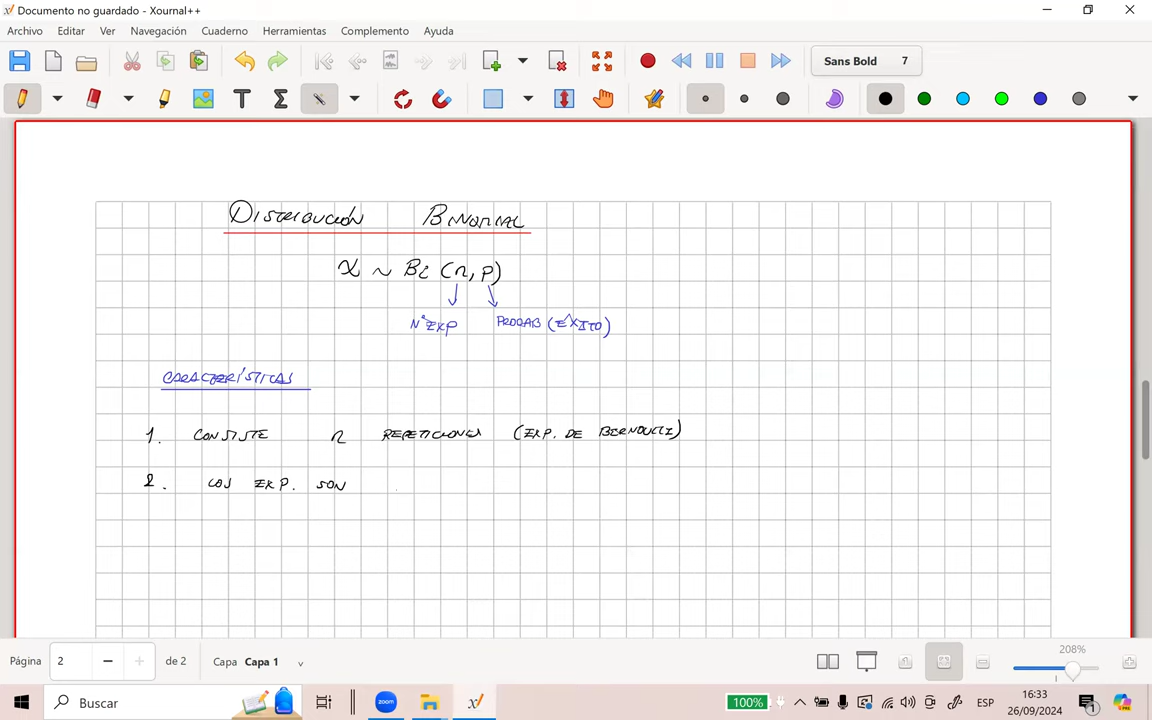 Documento no guardado - Xournal++
Archivo Editar Ver Navegación Cuaderno Herramientas Complemento Ayuda
Sans Bold 7
DISTRIBUCIÓN BINOMIAL
X ~ Bi (n, p)
N° EXP PROBAB (ÉXITO)
CARACTERÍSTICAS
1. CONSISTE n REPETICIONES (EXP. DE BERNOULLI)
2. LOS EXP. SON
Página 2 de 2 Capa Capa 1 208%
Buscar zoom 100% ESP 16:33
26/09/2024 1